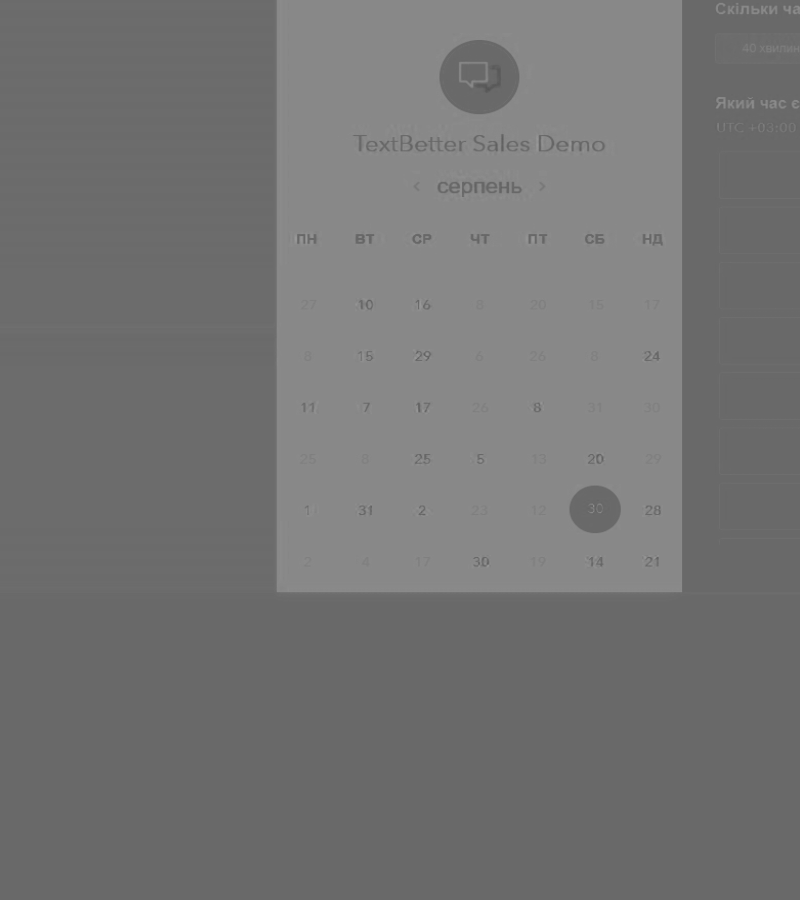 Скільки ча
40 хвилин
TextBetter Sales Demo
Який час є
UTC +03:00
‹ серпень ›
ПН ВТ СР ЧТ ПТ СБ НД
27 10 16 8 20 15 17
8 15 29 6 26 8 24
11 7 17 26 8 31 30
25 8 25 5 13 20 29
1 31 2 23 12 30 28
2 4 17 30 19 14 21